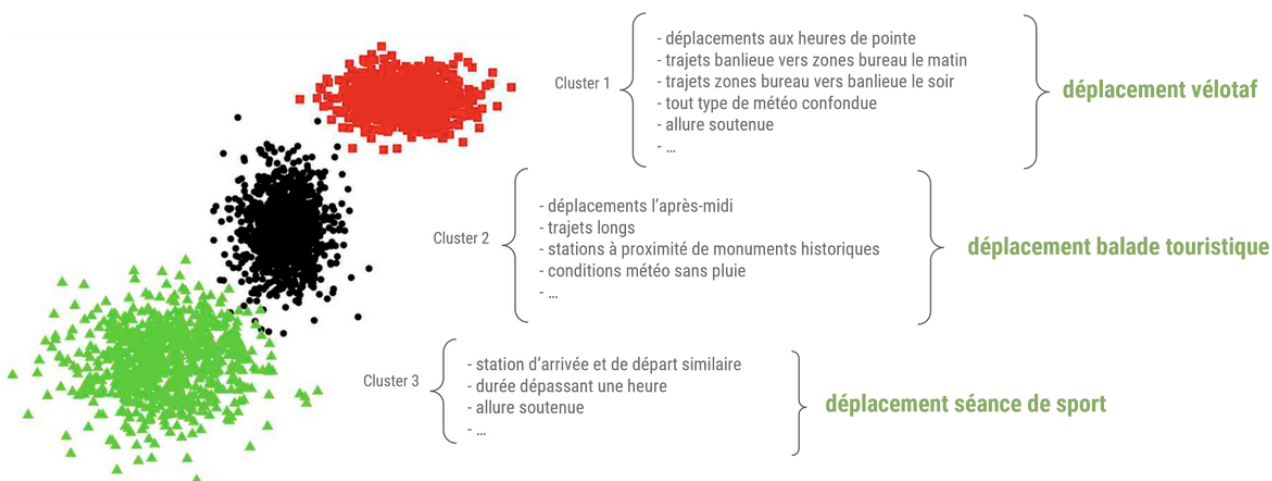 Cluster 1
- déplacements aux heures de pointe
- trajets banlieue vers zones bureau le matin
- trajets zones bureau vers banlieue le soir
- tout type de météo confondue
- allure soutenue
- ...
déplacement vélotaf
Cluster 2
- déplacements l'après-midi
- trajets longs
- stations à proximité de monuments historiques
- conditions météo sans pluie
- ...
déplacement balade touristique
Cluster 3
- station d'arrivée et de départ similaire
- durée dépassant une heure
- allure soutenue
- ...
déplacement séance de sport